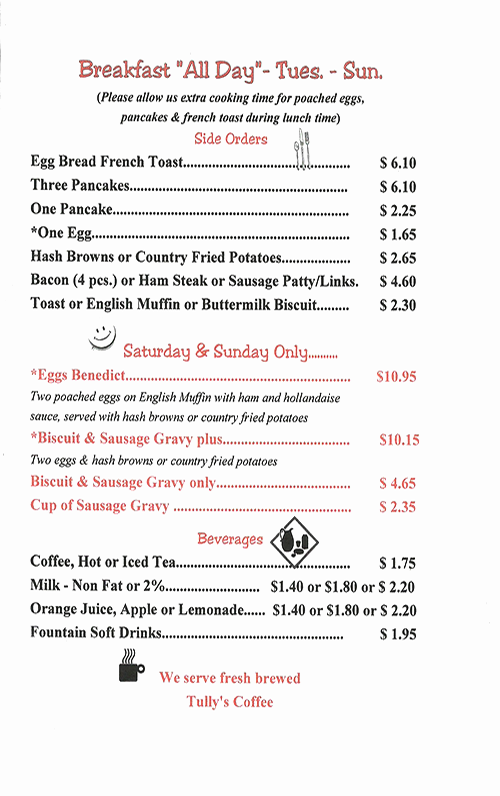 Breakfast "All Day"- Tues. - Sun.
(Please allow us extra cooking time for poached eggs,
pancakes & french toast during lunch time)
Side Orders
Egg Bread French Toast.................................................. $ 6.10
Three Pancakes................................................................. $ 6.10
One Pancake...................................................................... $ 2.25
*One Egg............................................................................ $ 1.65
Hash Browns or Country Fried Potatoes.................... $ 2.65
Bacon (4 pcs.) or Ham Steak or Sausage Patty/Links. $ 4.60
Toast or English Muffin or Buttermilk Biscuit......... $ 2.30
Saturday & Sunday Only..........
*Eggs Benedict.................................................................. $10.95
Two poached eggs on English Muffin with ham and hollandaise
sauce, served with hash browns or country fried potatoes
*Biscuit & Sausage Gravy plus...................................... $10.15
Two eggs & hash browns or country fried potatoes
Biscuit & Sausage Gravy only........................................ $ 4.65
Cup of Sausage Gravy ..................................................... $ 2.35
Beverages
Coffee, Hot or Iced Tea.................................................... $ 1.75
Milk - Non Fat or 2%............................ $1.40 or $1.80 or $ 2.20
Orange Juice, Apple or Lemonade...... $1.40 or $1.80 or $ 2.20
Fountain Soft Drinks...................................................... $ 1.95
We serve fresh brewed
Tully's Coffee